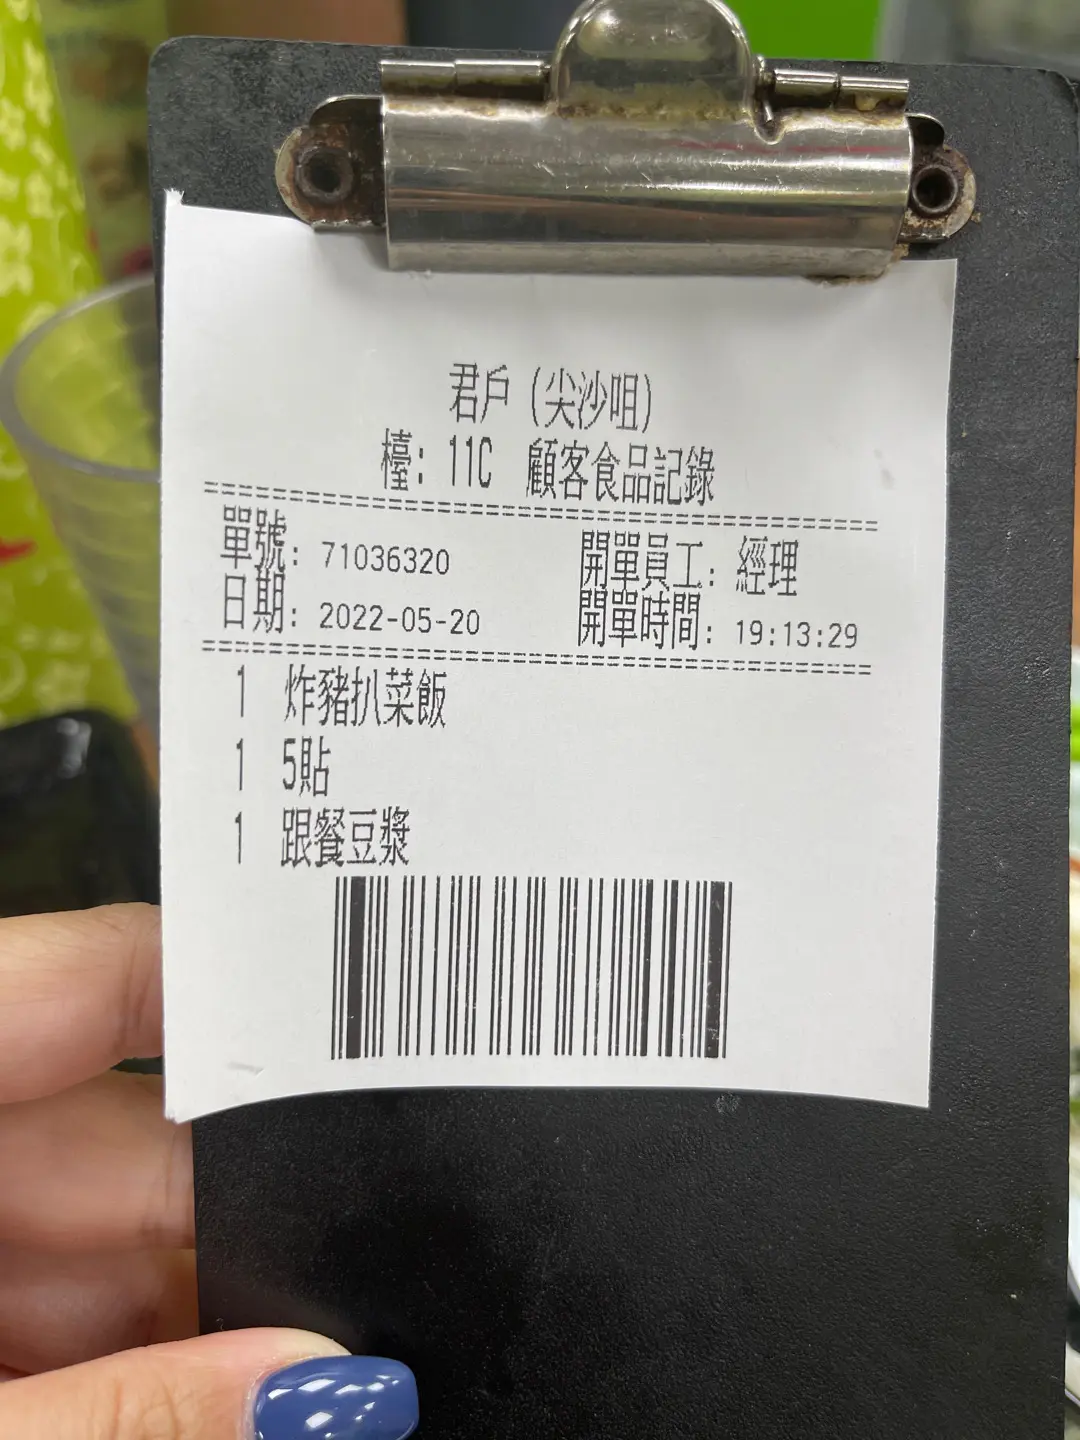 君戶 (尖沙咀)
檯: 11C 顧客食品記錄
單號: 71036320 開單員工: 經理
日期: 2022-05-20 開單時間: 19:13:29
1 炸豬扒菜飯
1 5貼
1 跟餐豆漿